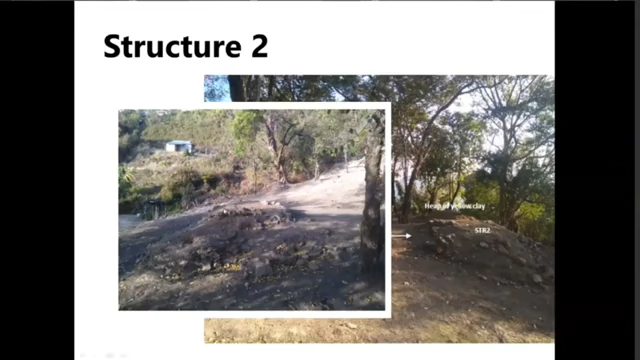 Structure 2
Heap of yellow clay
STR2